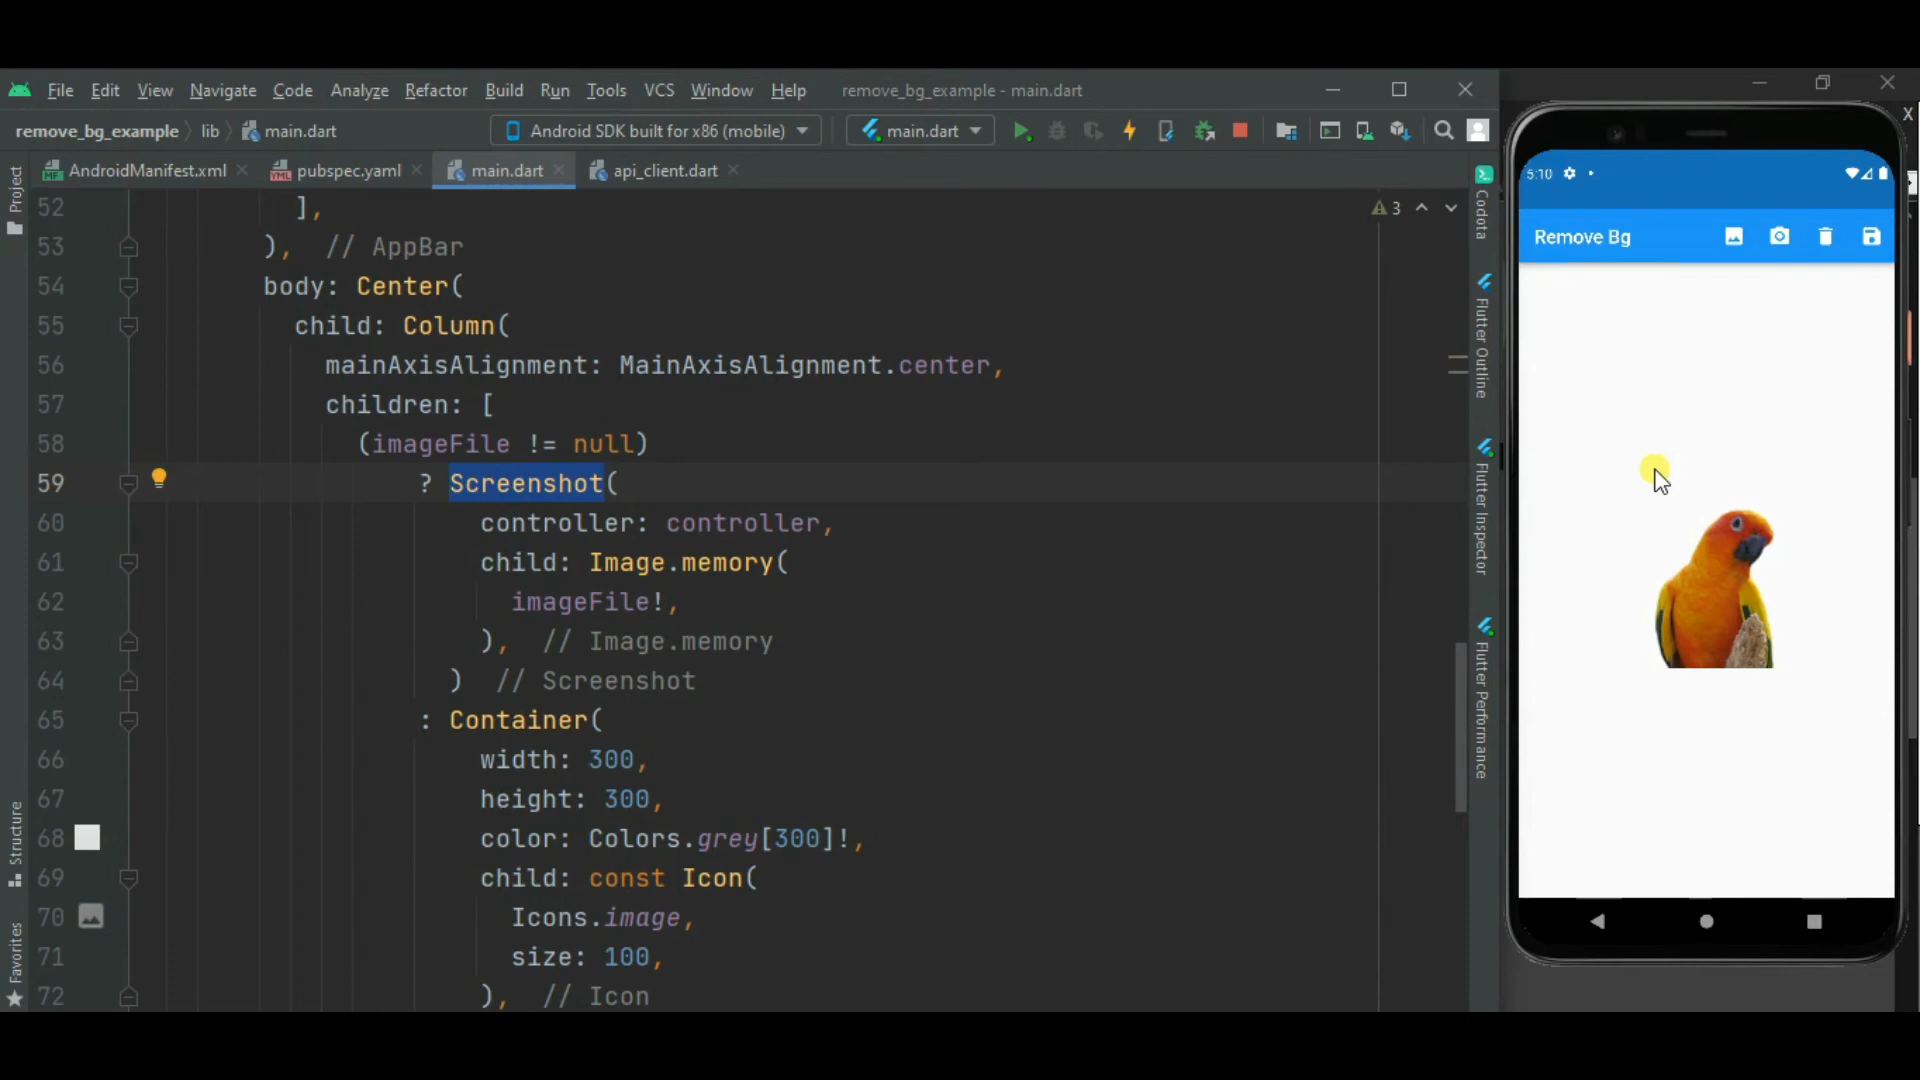 File Edit View Navigate Code Analyze Refactor Build Run Tools VCS Window Help remove_bg_example - main.dart
remove_bg_example lib main.dart Android SDK built for x86 (mobile) main.dart
AndroidManifest.xml pubspec.yaml main.dart api_client.dart
Project
Structure
Favorites
52 ],
53 ), // AppBar
54 body: Center(
55 child: Column(
56 mainAxisAlignment: MainAxisAlignment.center,
57 children: [
58 (imageFile != null)
59 ? Screenshot(
60 controller: controller,
61 child: Image.memory(
62 imageFile!,
63 ), // Image.memory
64 ) // Screenshot
65 : Container(
66 width: 300,
67 height: 300,
68 color: Colors.grey[300]!,
69 child: const Icon(
70 Icons.image,
71 size: 100,
72 ), // Icon
3
Codota
Flutter Outline
Flutter Inspector
Flutter Performance
5:10
Remove Bg